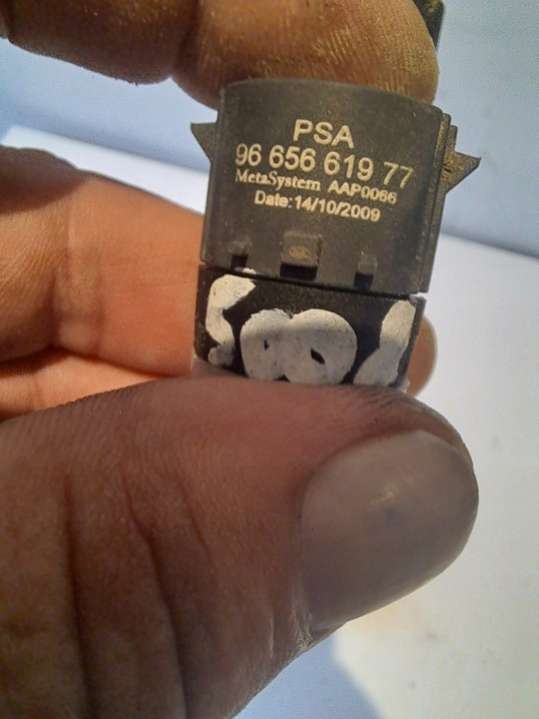 PSA
96 656 619 77
MetaSystem AAP0066
Date:14/10/2009